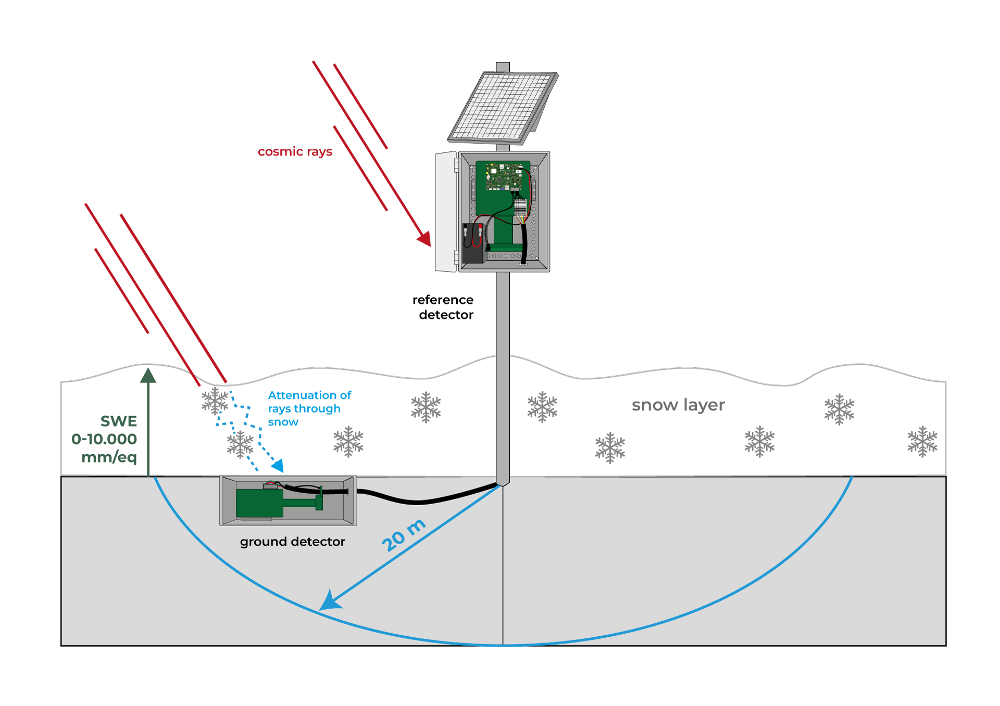 cosmic rays
reference
detector
Attenuation of
rays through
snow
snow layer
SWE
0-10.000
mm/eq
ground detector
20 m